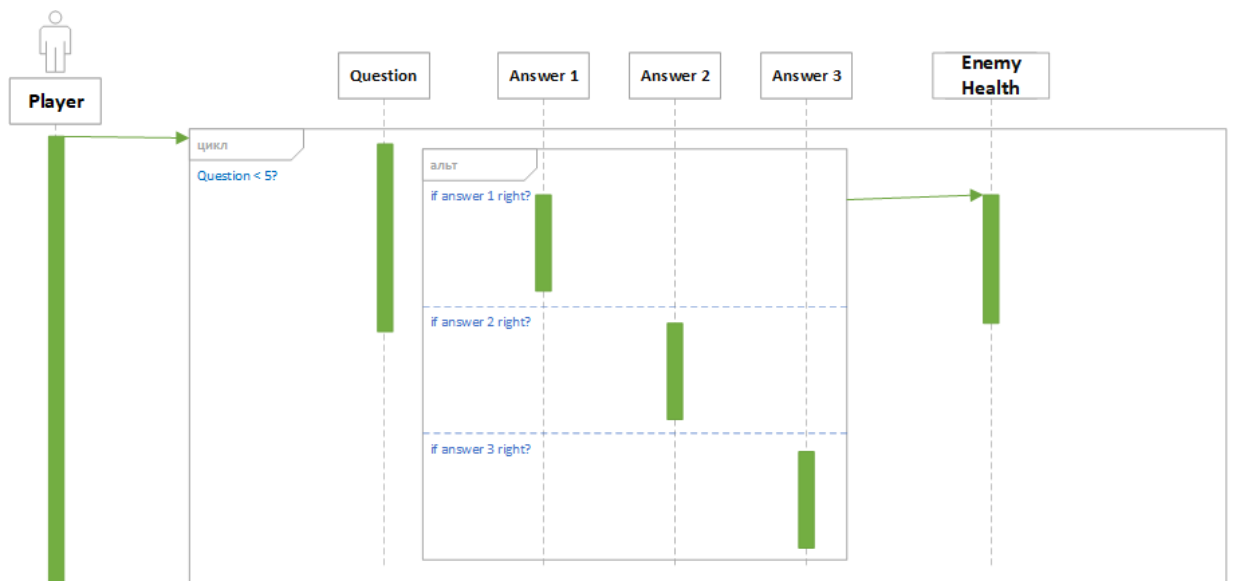 Player
Question
Answer 1
Answer 2
Answer 3
Enemy
Health
цикл
Question < 5?
альт
if answer 1 right?
if answer 2 right?
if answer 3 right?